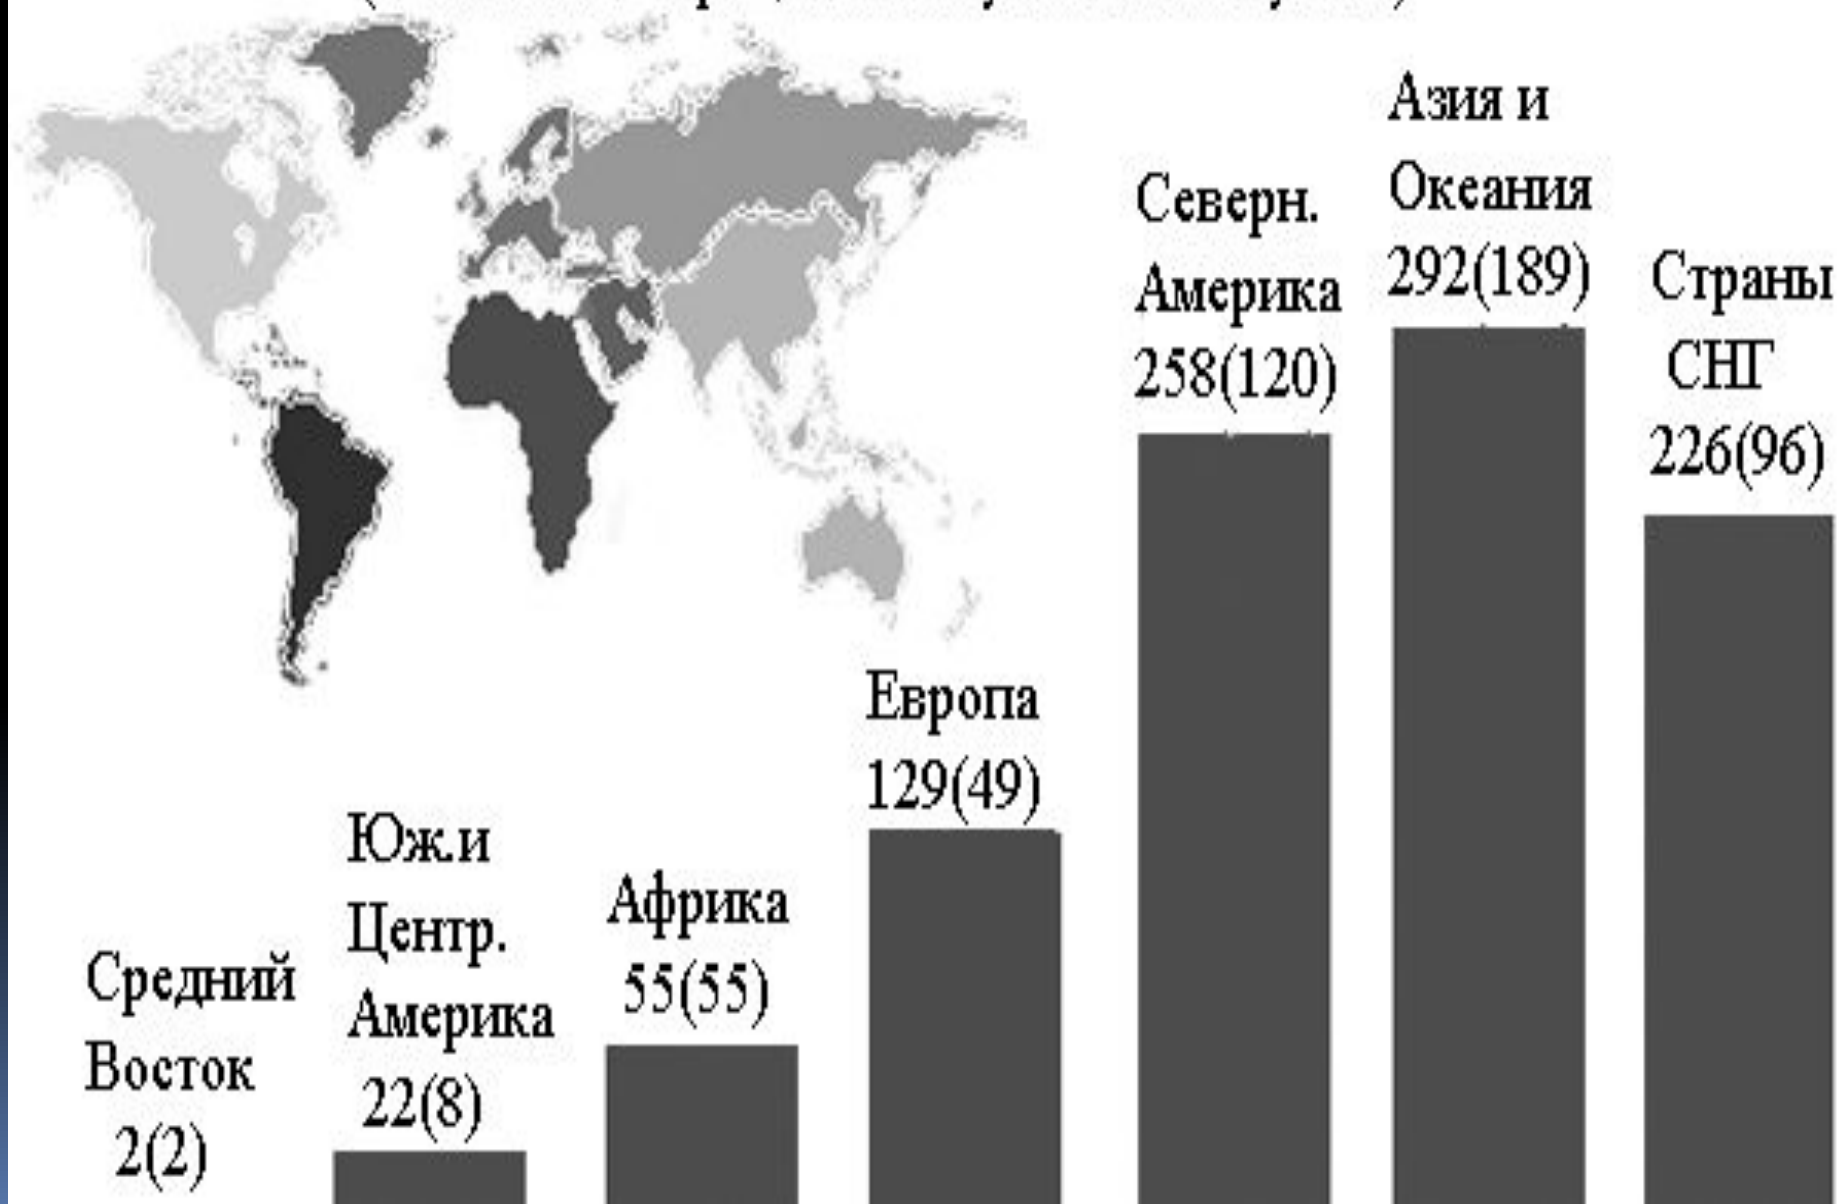 Азия и
Океания
292(189)
Северн.
Америка
258(120)
Страны
СНГ
226(96)
Европа
129(49)
Юж.и
Центр.
Америка
22(8)
Африка
55(55)
Средний
Восток
2(2)